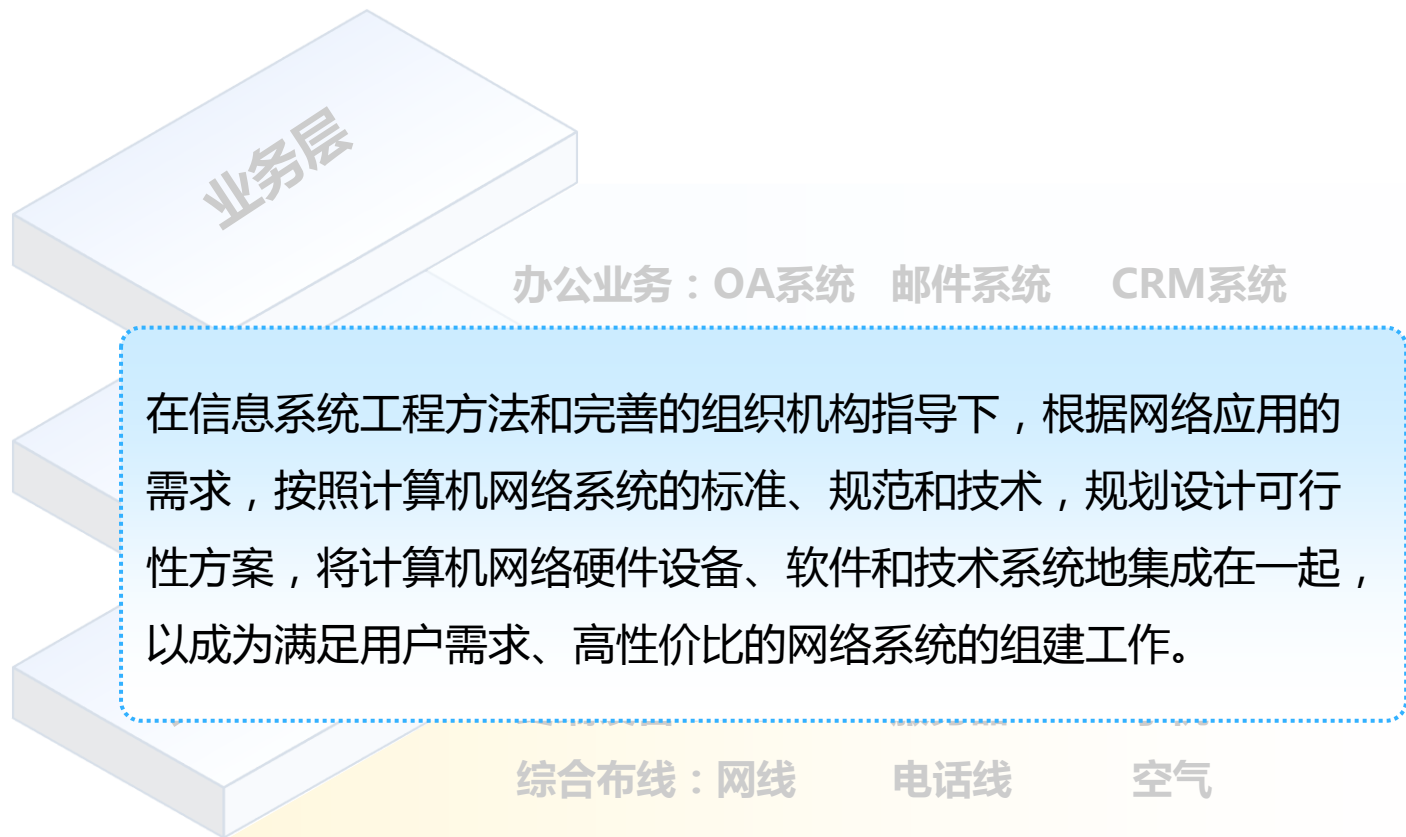 业务层
办公业务：OA系统 邮件系统 CRM系统
在信息系统工程方法和完善的组织机构指导下，根据网络应用的
需求，按照计算机网络系统的标准、规范和技术，规划设计可行
性方案，将计算机网络硬件设备、软件和技术系统地集成在一起，
以成为满足用户需求、高性价比的网络系统的组建工作。
综合布线：网线 电话线 空气